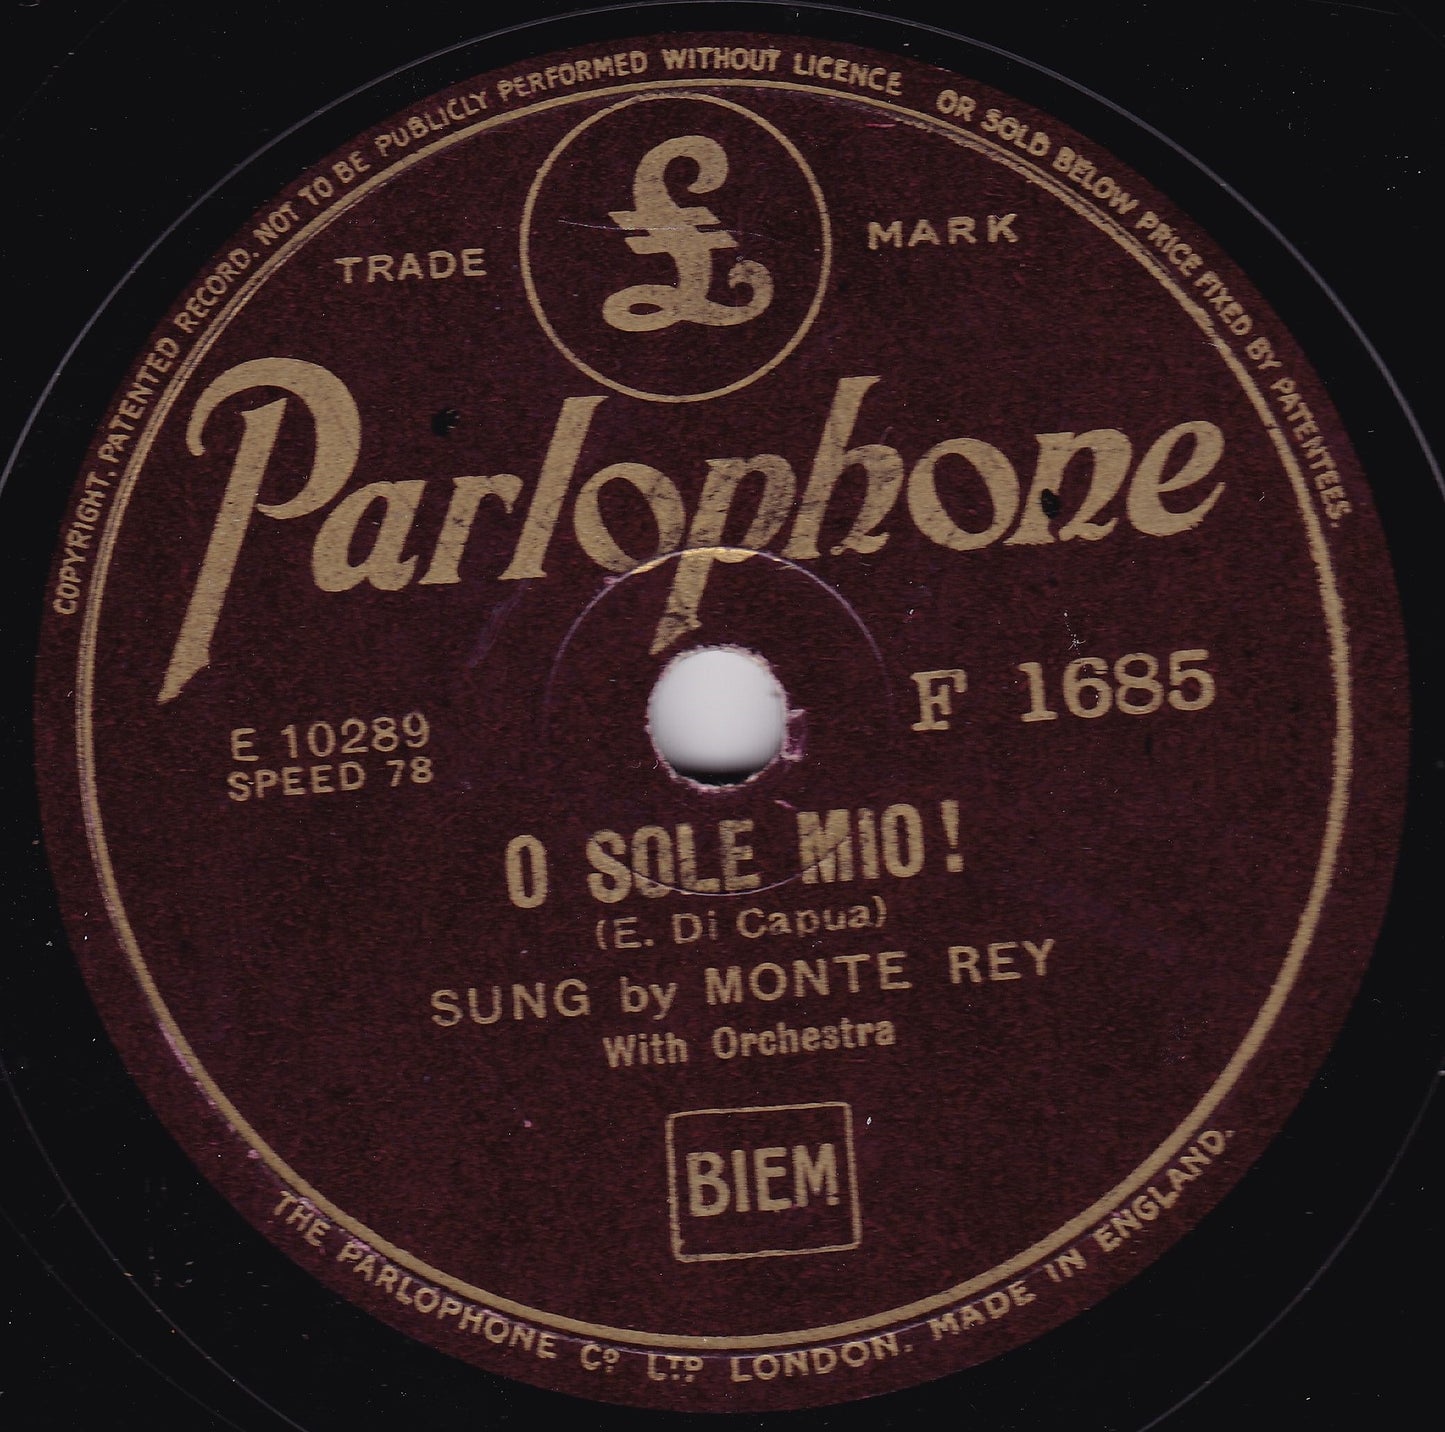 COPYRIGHT. PATENTED RECORD. NOT TO BE PUBLICLY PERFORMED WITHOUT LICENCE OR SOLD BELOW PRICE FIXED BY PATENTEES.
TRADE £ MARK
Parlophone
F 1685
E 10289
SPEED 78
O SOLE MIO!
(E. Di Capua)
SUNG by MONTE REY
With Orchestra
BIEM
THE PARLOPHONE Cº LTD LONDON. MADE IN ENGLAND.